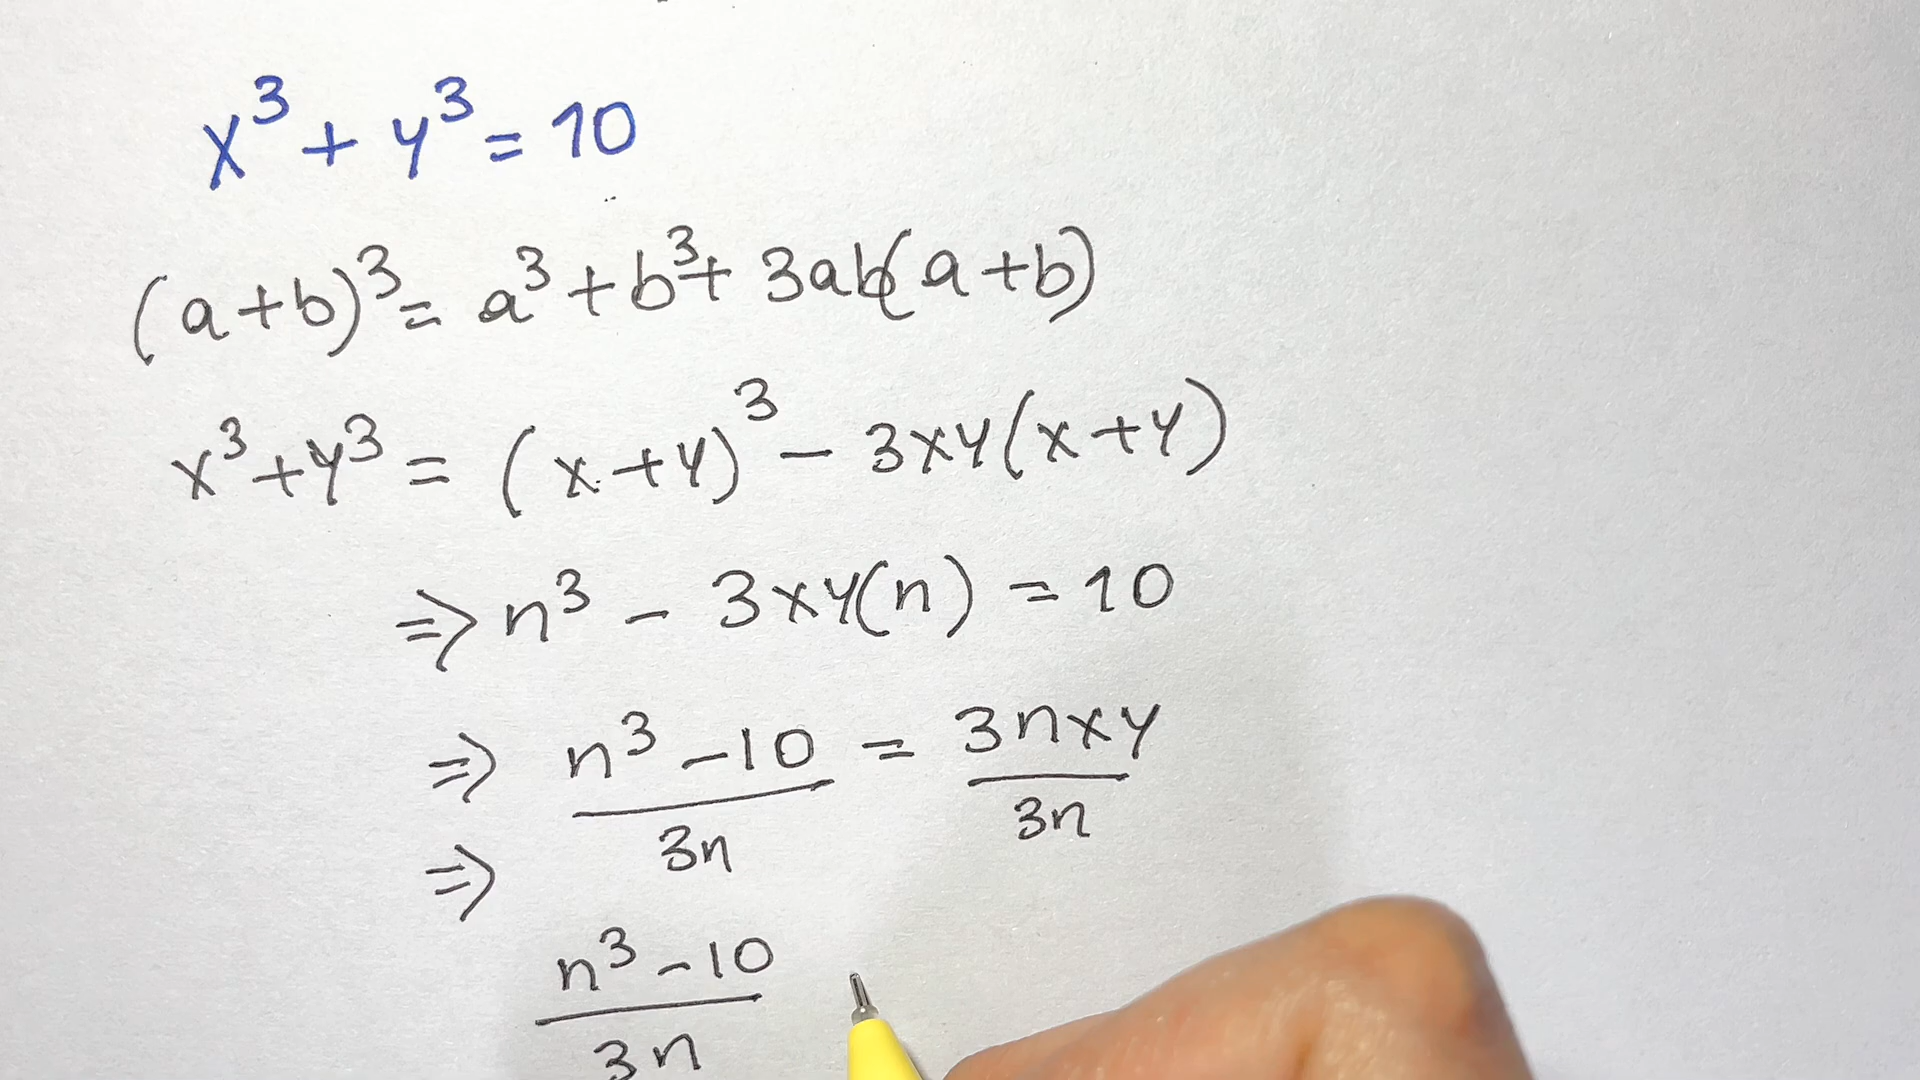 x³ + y³ = 10
(a+b)³ = a³ + b³ + 3ab(a+b)
x³ + y³ = (x+y)³ − 3xy(x+y)
⇒ n³ − 3xy(n) = 10
⇒ n³ − 10 = 3nxy
3n 3n
⇒
n³ − 10
3n